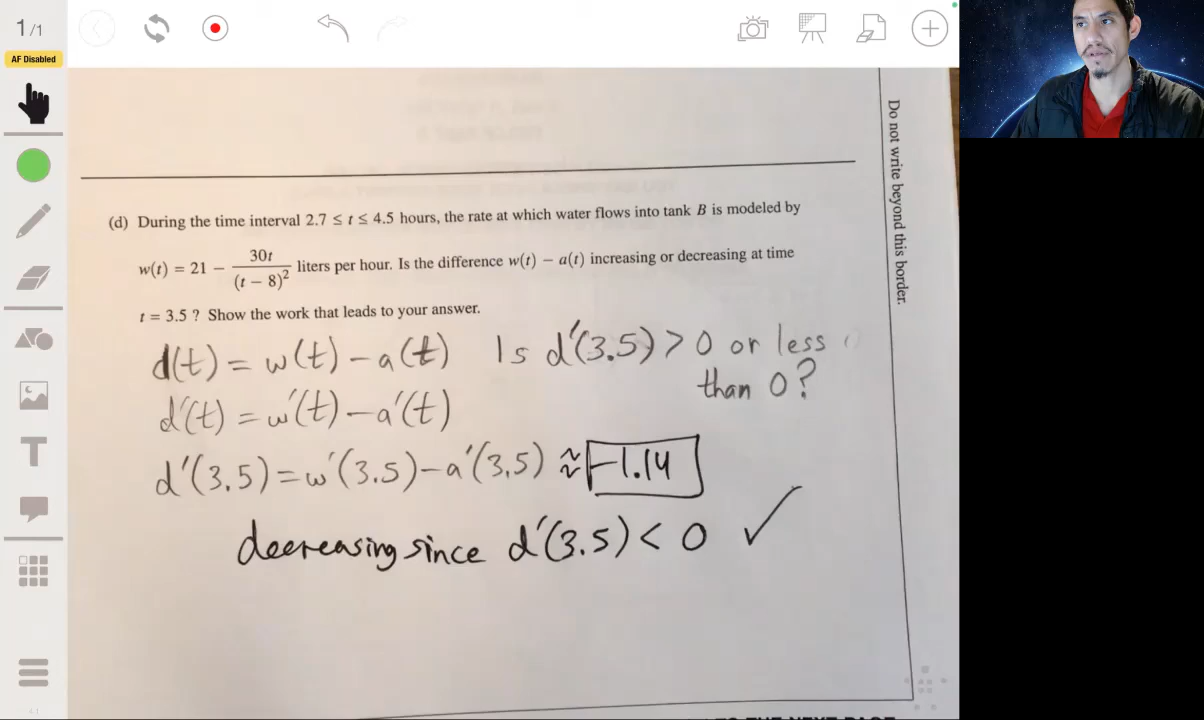 1/1
AF Disabled
(d) During the time interval 2.7 ≤ t ≤ 4.5 hours, the rate at which water flows into tank B is modeled by
w(t) = 21 − 30t/(t − 8)² liters per hour. Is the difference w(t) − a(t) increasing or decreasing at time
t = 3.5 ? Show the work that leads to your answer.
d(t) = w(t) − a(t) Is d'(3.5) > 0 or less
than 0?
d'(t) = w'(t) − a'(t)
d'(3.5) = w'(3.5) − a'(3.5) ≈ −1.14
decreasing since d'(3.5) < 0 ✓
Do not write beyond this border.
T